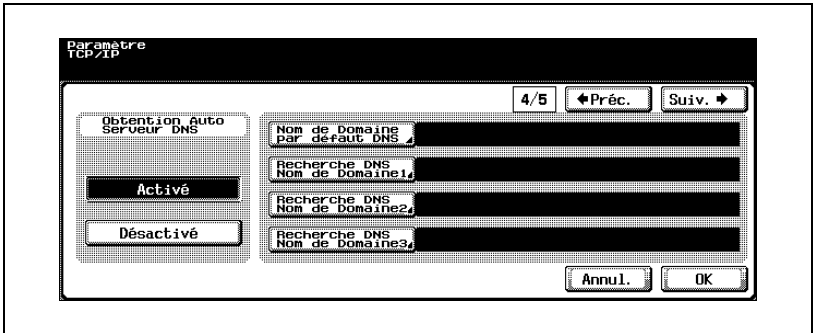 Paramètre
TCP/IP
4/5
Préc.
Suiv.
Obtention Auto
Serveur DNS
Activé
Désactivé
Nom de Domaine
par défaut DNS
Recherche DNS
Nom de Domaine1
Recherche DNS
Nom de Domaine2
Recherche DNS
Nom de Domaine3
Annul.
OK